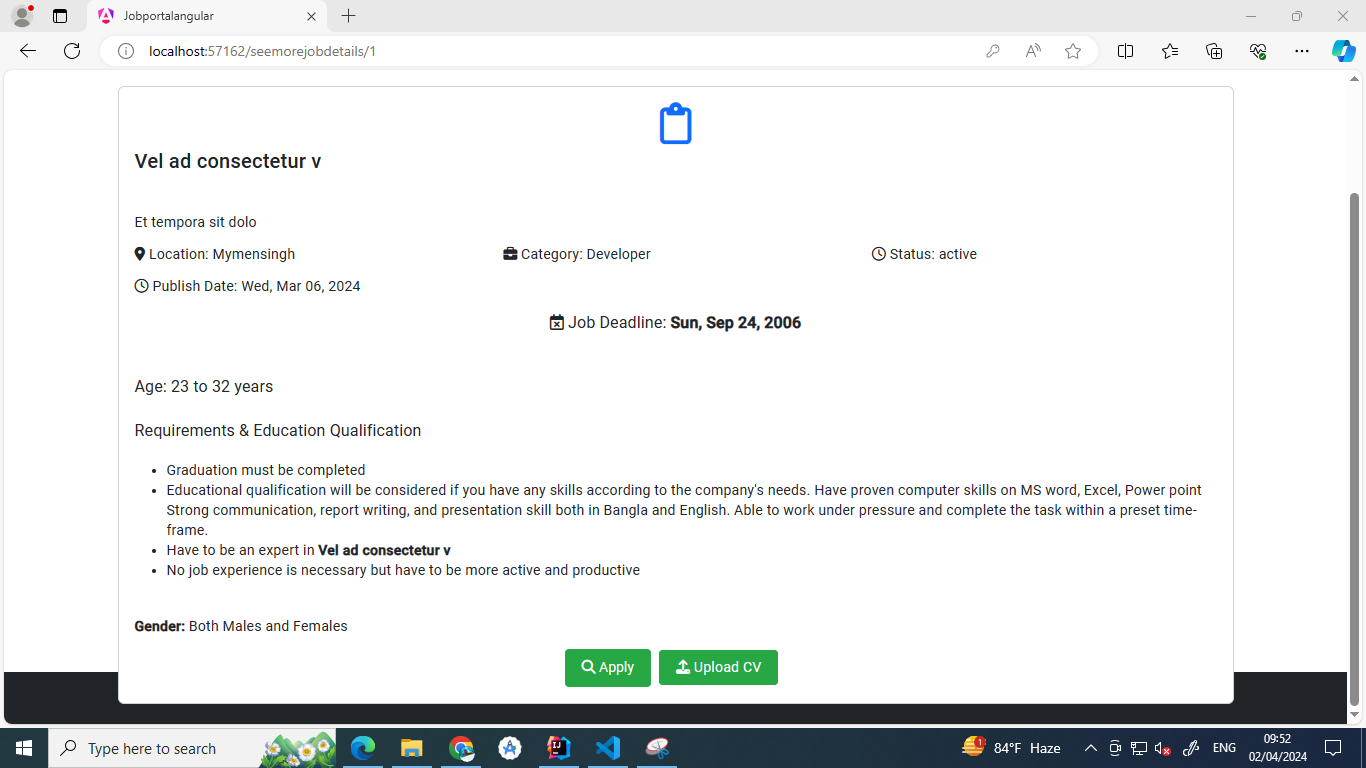 Jobportalangular
localhost:57162/seemorejobdetails/1
Vel ad consectetur v
Et tempora sit dolo
Location: Mymensingh Category: Developer Status: active
Publish Date: Wed, Mar 06, 2024
Job Deadline: Sun, Sep 24, 2006
Age: 23 to 32 years
Requirements & Education Qualification
• Graduation must be completed
• Educational qualification will be considered if you have any skills according to the company's needs. Have proven computer skills on MS word, Excel, Power point
Strong communication, report writing, and presentation skill both in Bangla and English. Able to work under pressure and complete the task within a preset time-
frame.
• Have to be an expert in Vel ad consectetur v
• No job experience is necessary but have to be more active and productive
Gender: Both Males and Females
Apply Upload CV
Type here to search
1 84°F Haze ENG 09:52
02/04/2024